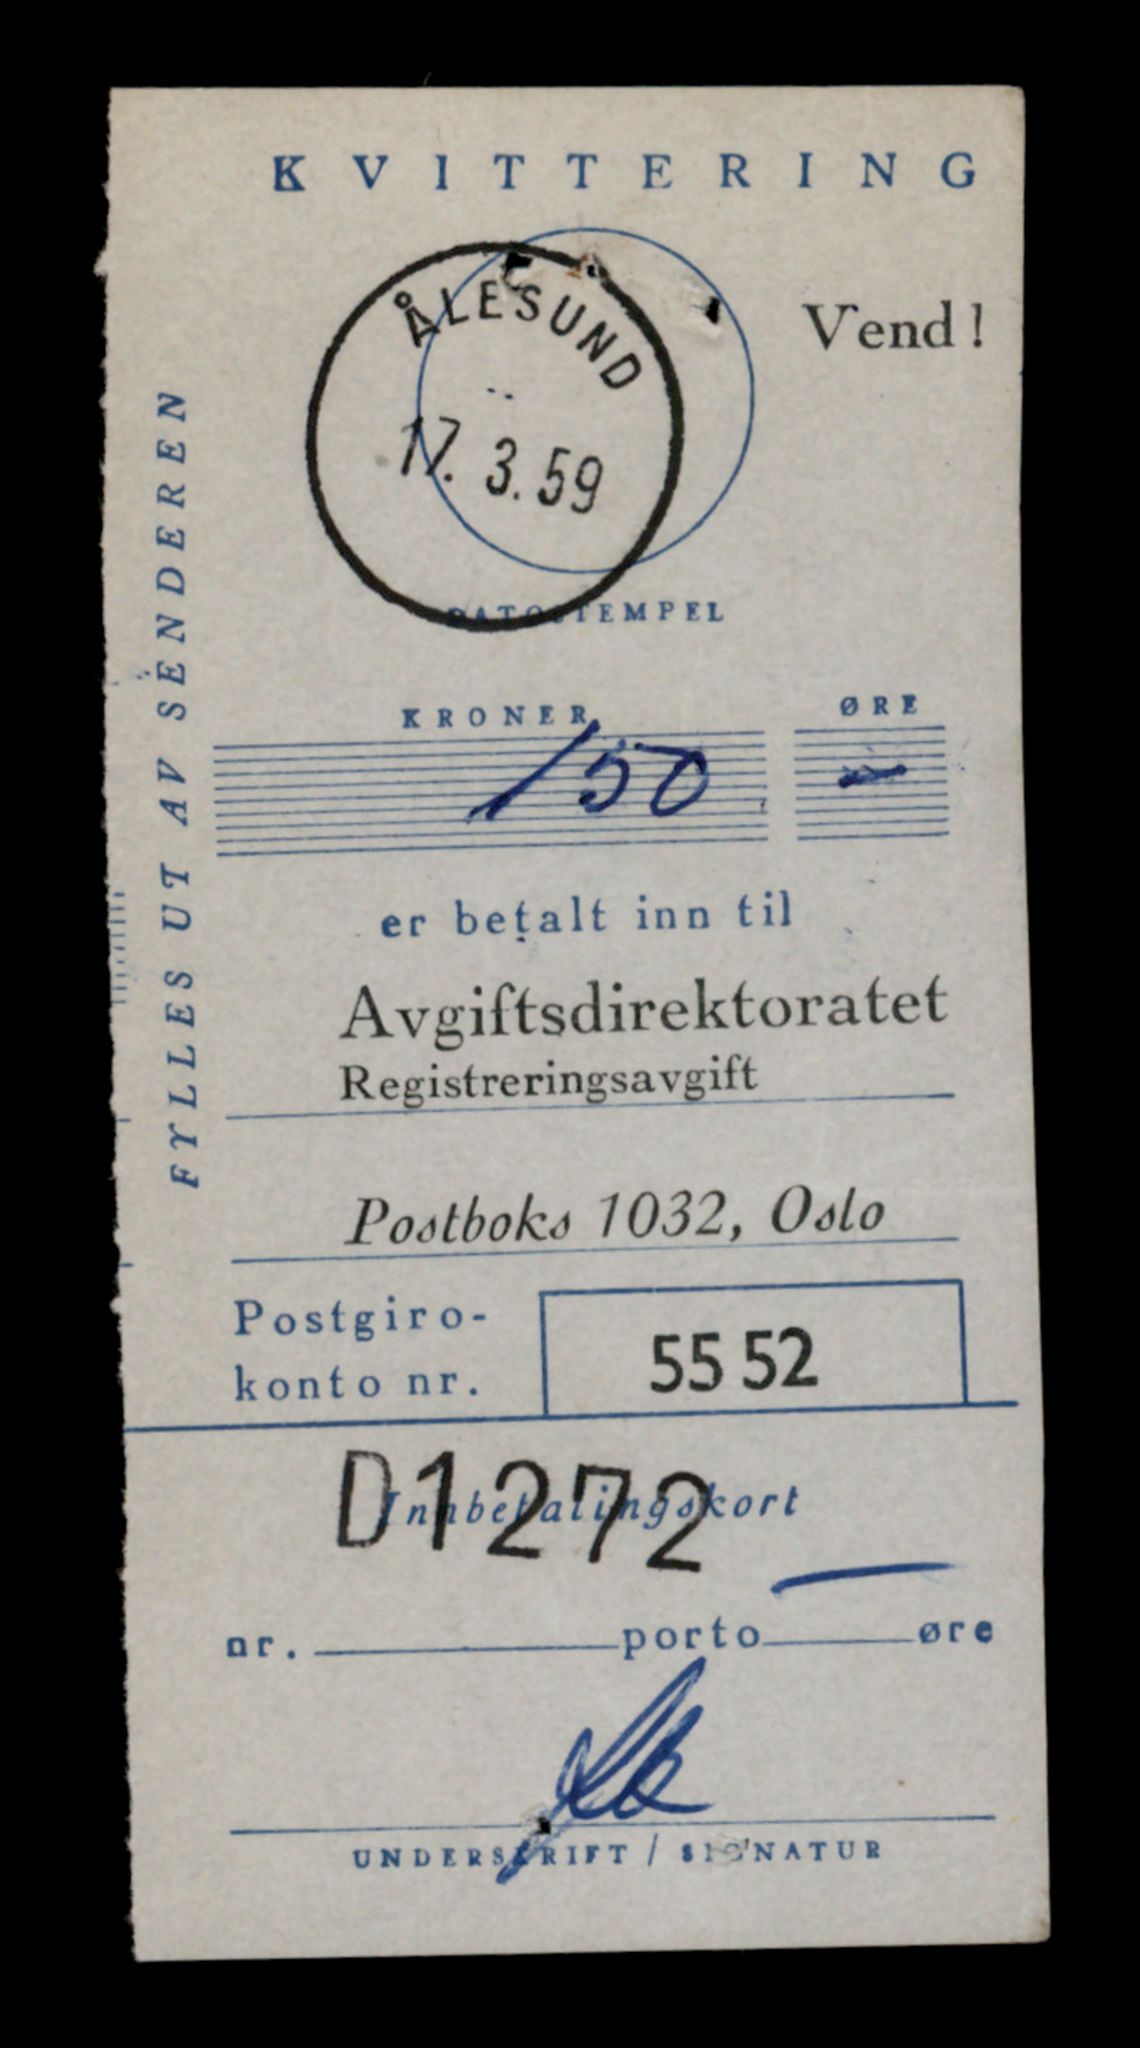 KVITTERING
ÅLESUND
17. 3. 59
Vend!
DATOSTEMPEL
FYLLES UT AV SENDEREN
KRONER ØRE
150 —
er betalt inn til
Avgiftsdirektoratet
Registreringsavgift
Postboks 1032, Oslo
Postgiro-
konto nr.
55 52
D1272
Innbetalingskort
nr. porto — øre
UNDERSKRIFT / SIGNATUR